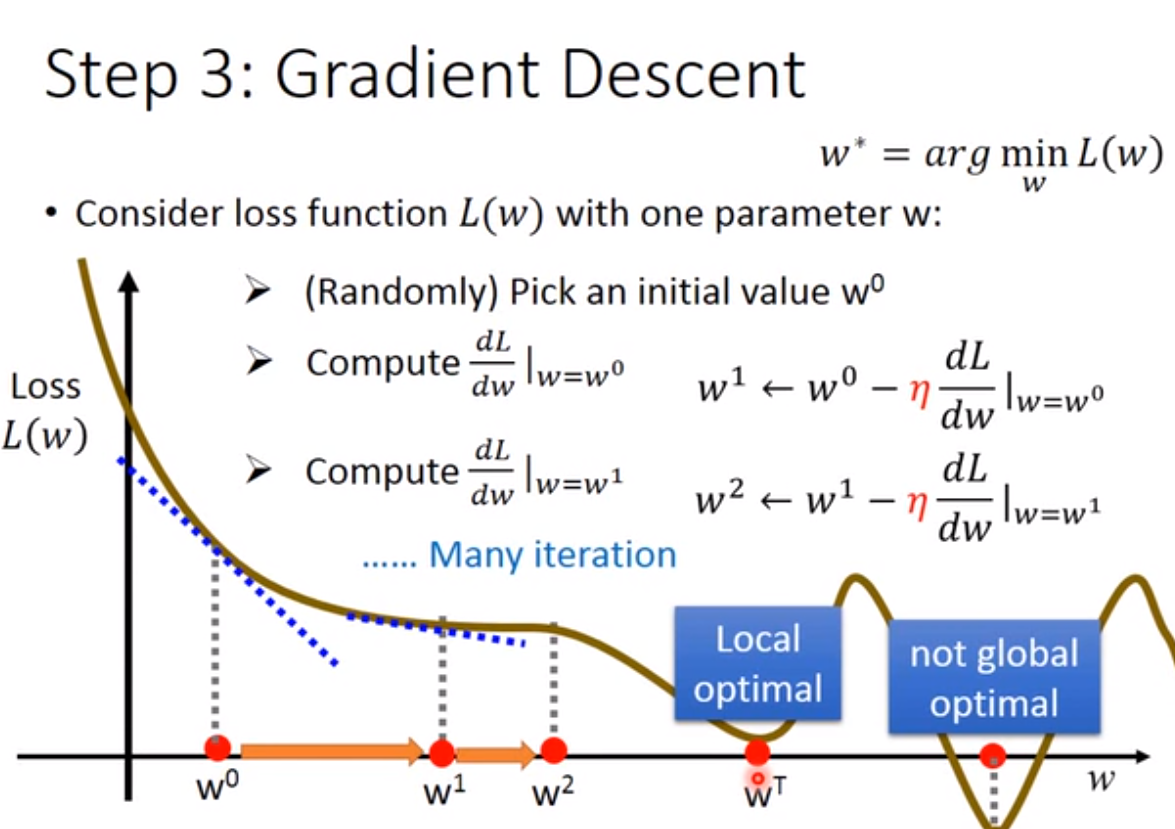 Step 3: Gradient Descent
w* = arg min_w L(w)
• Consider loss function L(w) with one parameter w:
➢ (Randomly) Pick an initial value w⁰
➢ Compute dL/dw |w=w⁰
w¹ ← w⁰ − η dL/dw |w=w⁰
Loss
L(w)
➢ Compute dL/dw |w=w¹
w² ← w¹ − η dL/dw |w=w¹
...... Many iteration
Local
optimal
not global
optimal
w⁰
w¹
w²
wᵀ
w